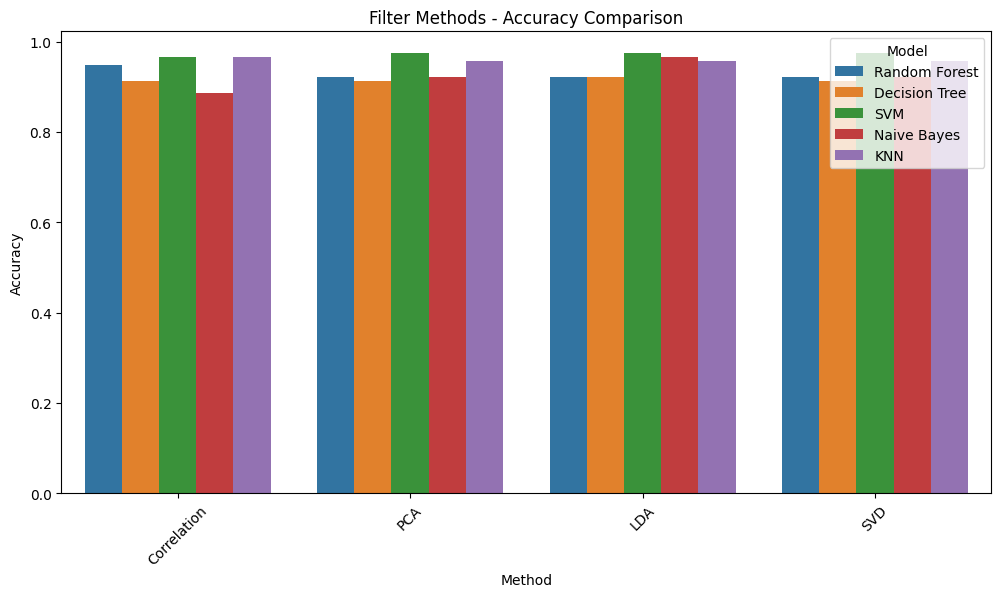 Filter Methods - Accuracy Comparison
1.0
0.8
0.6
0.4
0.2
0.0
Accuracy
Model
Random Forest
Decision Tree
SVM
Naive Bayes
KNN
Correlation
PCA
LDA
SVD
Method